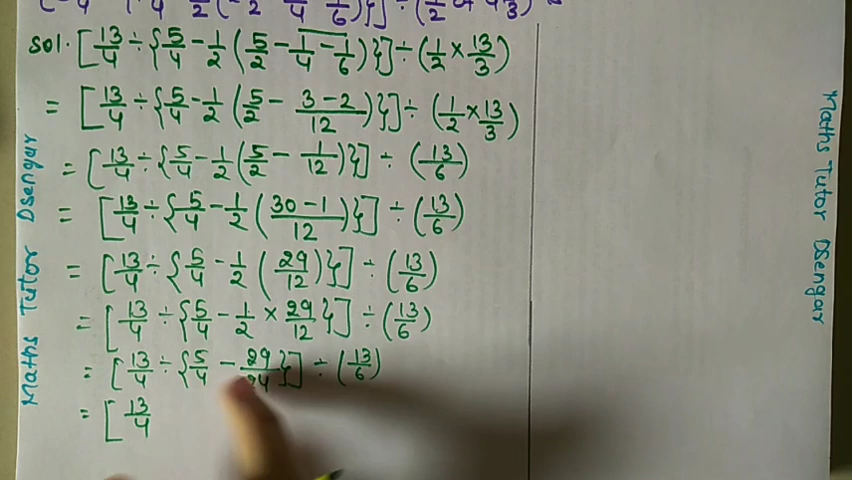 sol. [13/4 ÷ {5/4 - 1/2 (5/2 - \overline{1/4 - 1/6})}] ÷ (1/2 × 13/3)
= [13/4 ÷ {5/4 - 1/2 (5/2 - 3-2/12)}] ÷ (1/2 × 13/3)
= [13/4 ÷ {5/4 - 1/2 (5/2 - 1/12)}] ÷ (13/6)
= [13/4 ÷ {5/4 - 1/2 (30-1/12)}] ÷ (13/6)
= [13/4 ÷ {5/4 - 1/2 (29/12)}] ÷ (13/6)
= [13/4 ÷ {5/4 - 1/2 × 29/12}] ÷ (13/6)
= [13/4 ÷ {5/4 - 29/24}] ÷ (13/6)
= [13/4
Maths Tutor DSengar
Maths Tutor DSengar